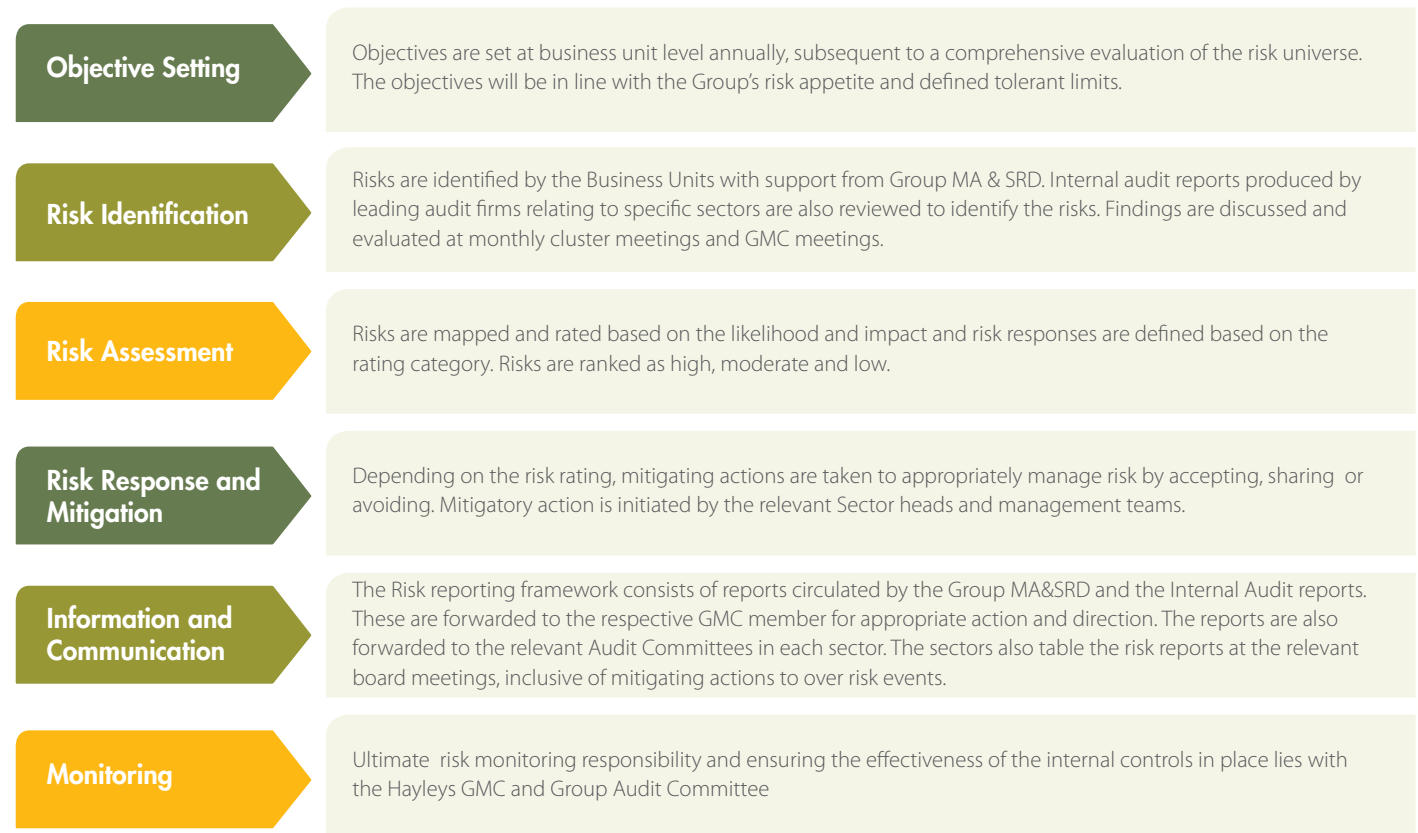 Objective Setting
Objectives are set at business unit level annually, subsequent to a comprehensive evaluation of the risk universe.
The objectives will be in line with the Group's risk appetite and defined tolerant limits.
Risk Identification
Risks are identified by the Business Units with support from Group MA & SRD. Internal audit reports produced by
leading audit firms relating to specific sectors are also reviewed to identify the risks. Findings are discussed and
evaluated at monthly cluster meetings and GMC meetings.
Risk Assessment
Risks are mapped and rated based on the likelihood and impact and risk responses are defined based on the
rating category. Risks are ranked as high, moderate and low.
Risk Response and
Mitigation
Depending on the risk rating, mitigating actions are taken to appropriately manage risk by accepting, sharing or
avoiding. Mitigatory action is initiated by the relevant Sector heads and management teams.
Information and
Communication
The Risk reporting framework consists of reports circulated by the Group MA&SRD and the Internal Audit reports.
These are forwarded to the respective GMC member for appropriate action and direction. The reports are also
forwarded to the relevant Audit Committees in each sector. The sectors also table the risk reports at the relevant
board meetings, inclusive of mitigating actions to over risk events.
Monitoring
Ultimate risk monitoring responsibility and ensuring the effectiveness of the internal controls in place lies with
the Hayleys GMC and Group Audit Committee